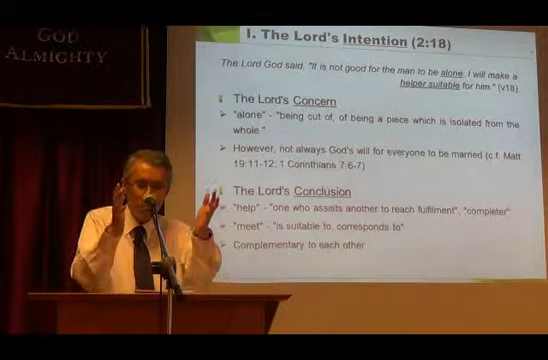 GOD
ALMIGHTY
I. The Lord's Intention (2:18)
The Lord God said, "It is not good for the man to be alone; I will make a
helper suitable for him." (v18)
The Lord's Concern
"alone" - "being cut of, of being a piece which is isolated from the
whole."
However, not always God's will for everyone to be married (c.f. Matt
19:11-12; 1 Corinthians 7:6-7)
The Lord's Conclusion
"help" - "one who assists another to reach fulfilment", "completer"
"meet" - "is suitable to, corresponds to"
Complementary to each other